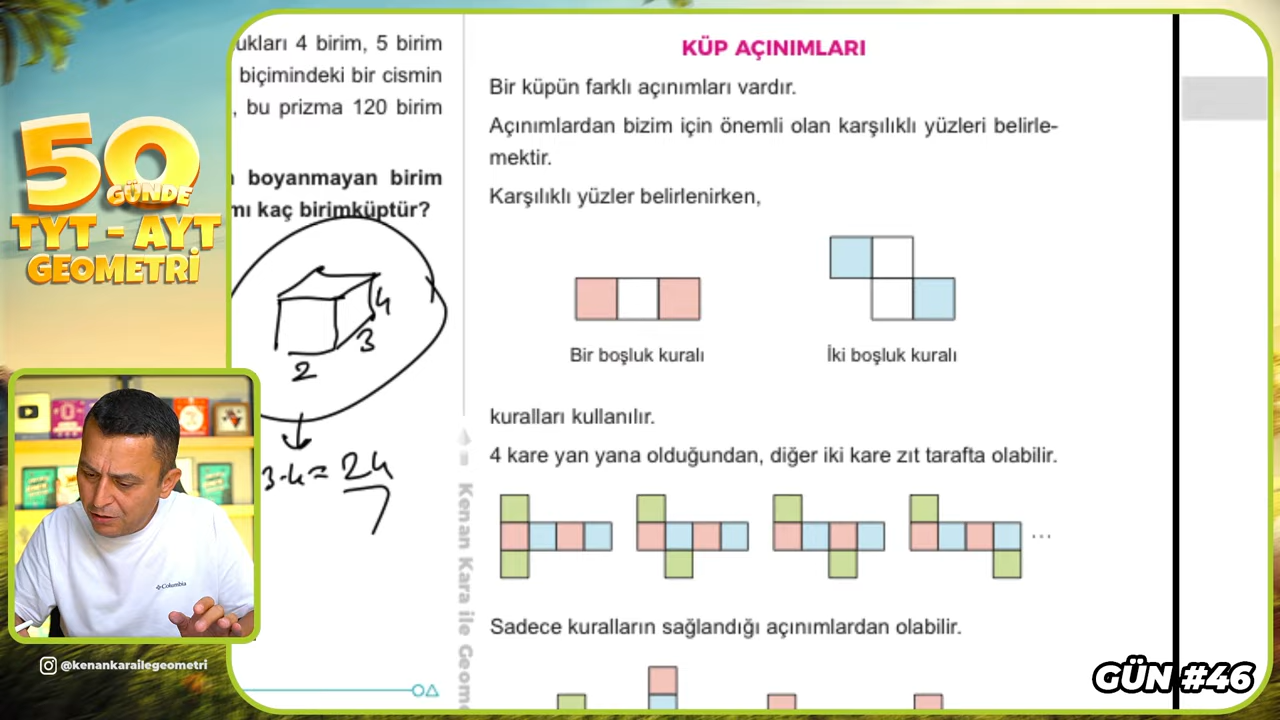 50
GÜNDE
TYT - AYT
GEOMETRİ
ukları 4 birim, 5 birim
biçimindeki bir cismin
, bu prizma 120 birim
boyanmayan birim
mı kaç birimküptür?
4
3
2
3·4=24
KÜP AÇINIMLARI
Bir küpün farklı açınımları vardır.
Açınımlardan bizim için önemli olan karşılıklı yüzleri belirle-
mektir.
Karşılıklı yüzler belirlenirken,
Bir boşluk kuralı
İki boşluk kuralı
kuralları kullanılır.
4 kare yan yana olduğundan, diğer iki kare zıt tarafta olabilir.
...
Sadece kuralların sağlandığı açınımlardan olabilir.
Kenan Kara ile Geom
Columbia
@kenankarailegeometri
GÜN #46